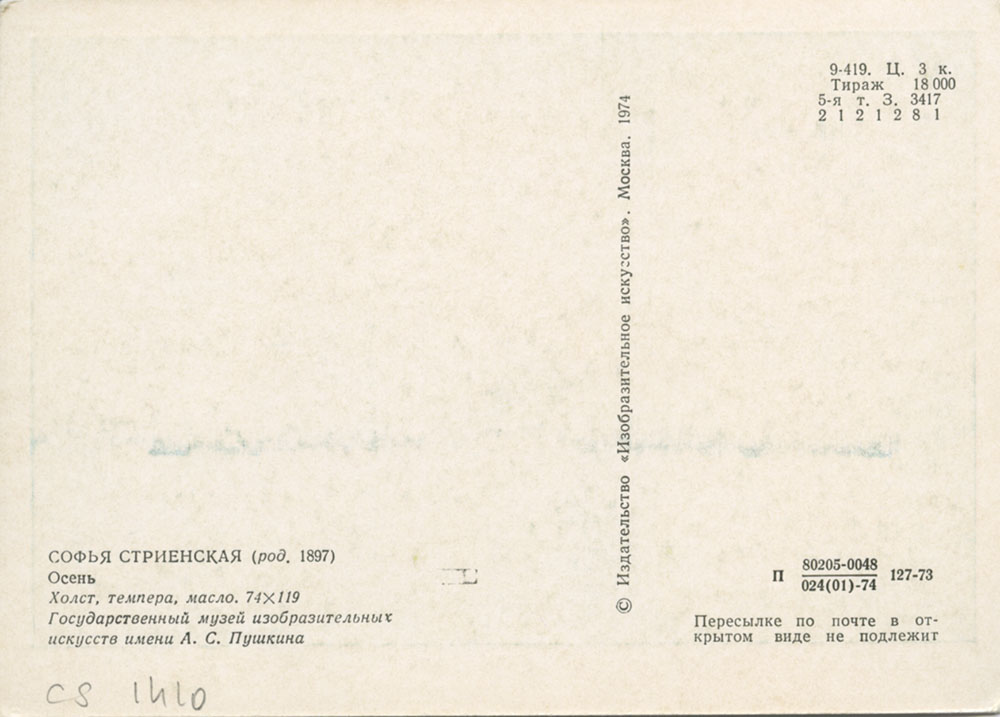 9-419. Ц. 3 к.
Тираж 18 000
5-я т. З. 3417
2 1 2 1 2 8 1
© Издательство «Изобразительное искусство». Москва. 1974
СОФЬЯ СТРИЕНСКАЯ (род. 1897)
Осень
Холст, темпера, масло. 74×119
Государственный музей изобразительных
искусств имени А. С. Пушкина
П 80205-0048 127-73
024(01)-74
Пересылке по почте в от-
крытом виде не подлежит
CS 1410